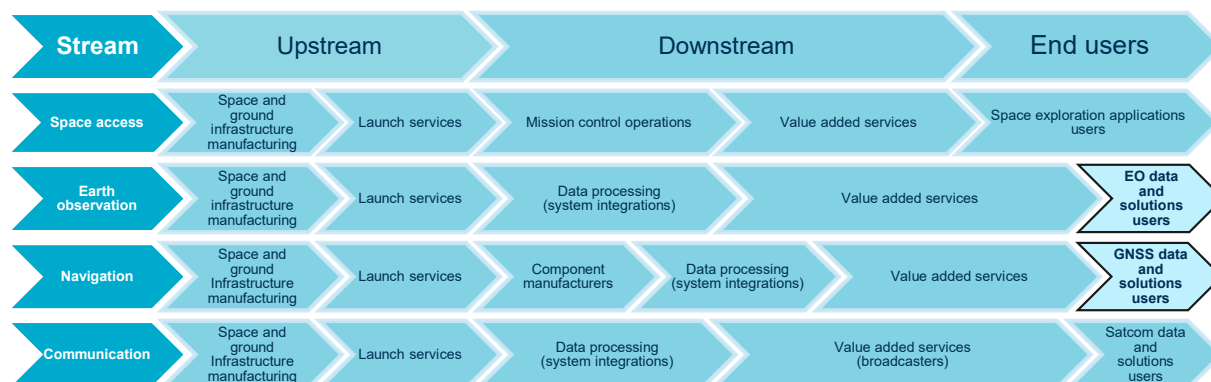 Stream
Upstream
Downstream
End users
Space access
Space and
ground
infrastructure
manufacturing
Launch services
Mission control operations
Value added services
Space exploration applications
users
Earth
observation
Space and
ground
infrastructure
manufacturing
Launch services
Data processing
(system integrations)
Value added services
EO data
and
solutions
users
Navigation
Space and
ground
Infrastructure
manufacturing
Launch services
Component
manufacturers
Data processing
(system integrations)
Value added services
GNSS data
and
solutions
users
Communication
Space and
ground
Infrastructure
manufacturing
Launch services
Data processing
(system integrations)
Value added services
(broadcasters)
Satcom data
and
solutions
users